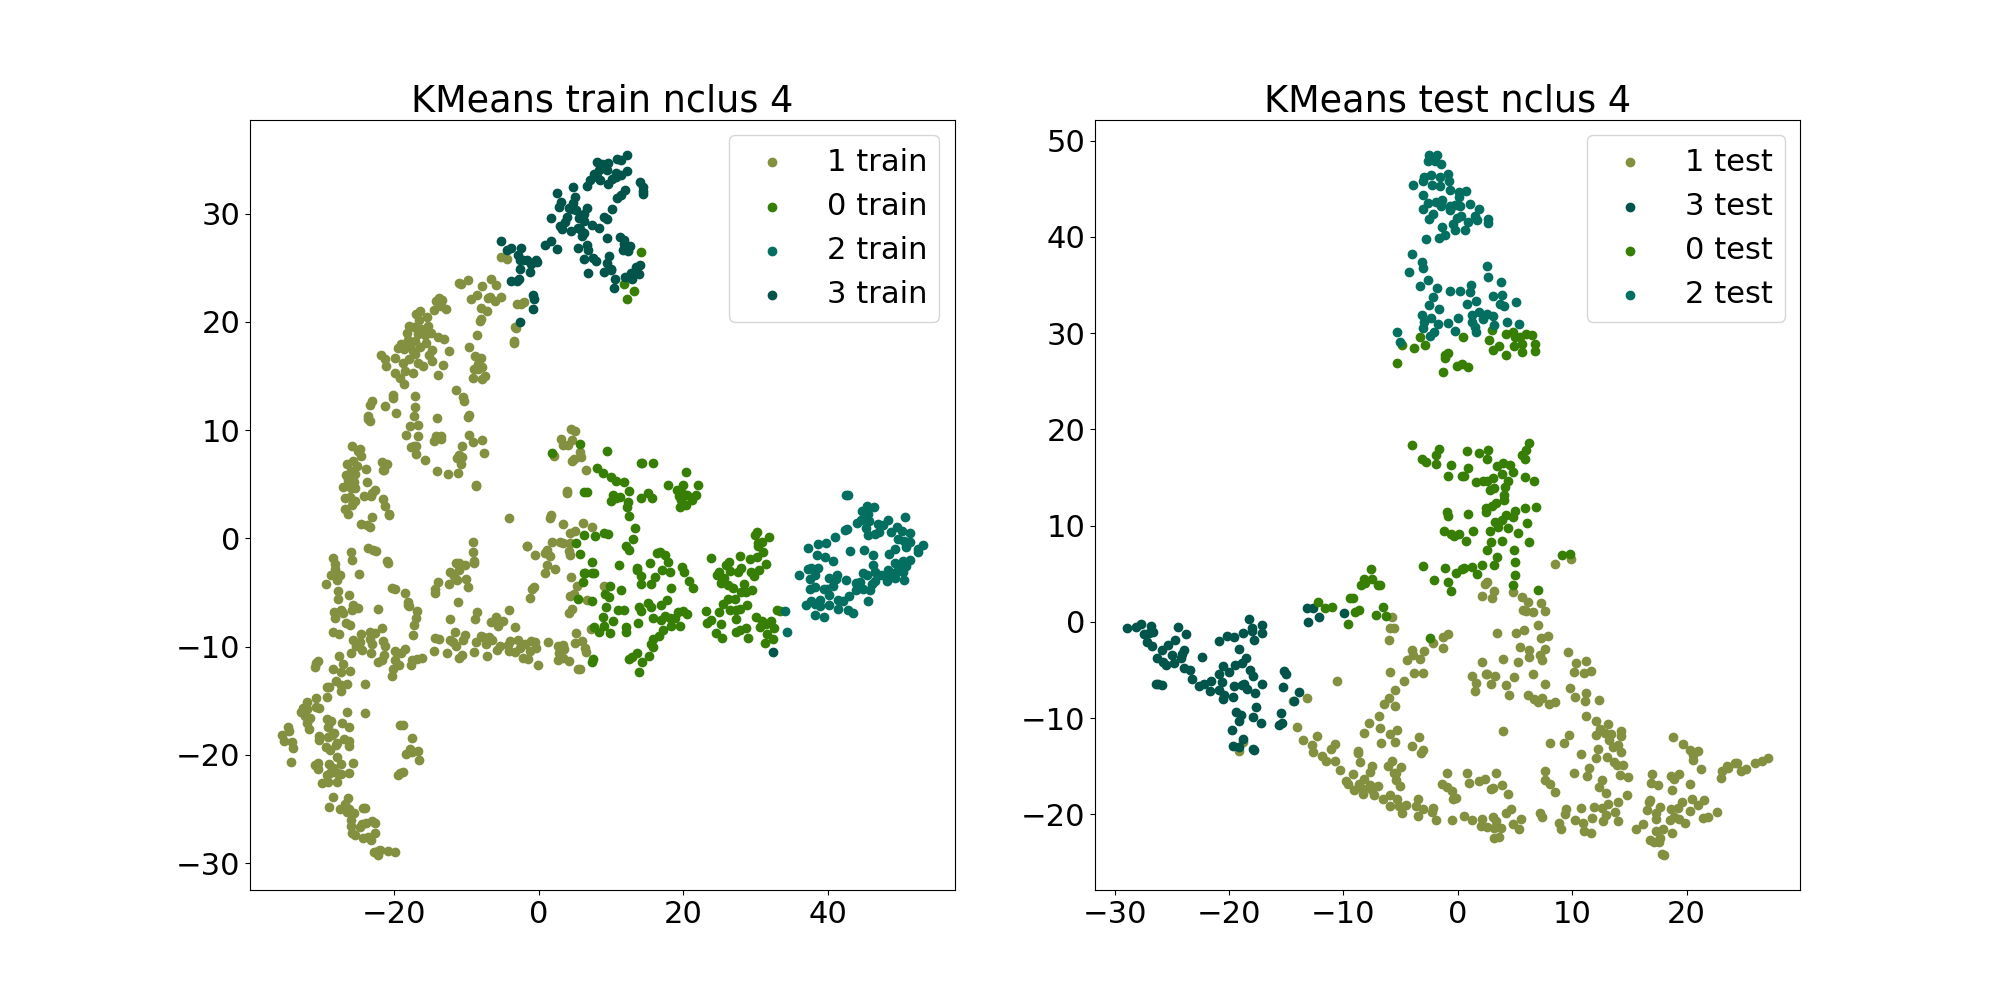 KMeans train nclus 4
1 train
0 train
2 train
3 train
30
20
10
0
−10
−20
−30
−20 0 20 40
KMeans test nclus 4
1 test
3 test
0 test
2 test
50
40
30
20
10
0
−10
−20
−30 −20 −10 0 10 20